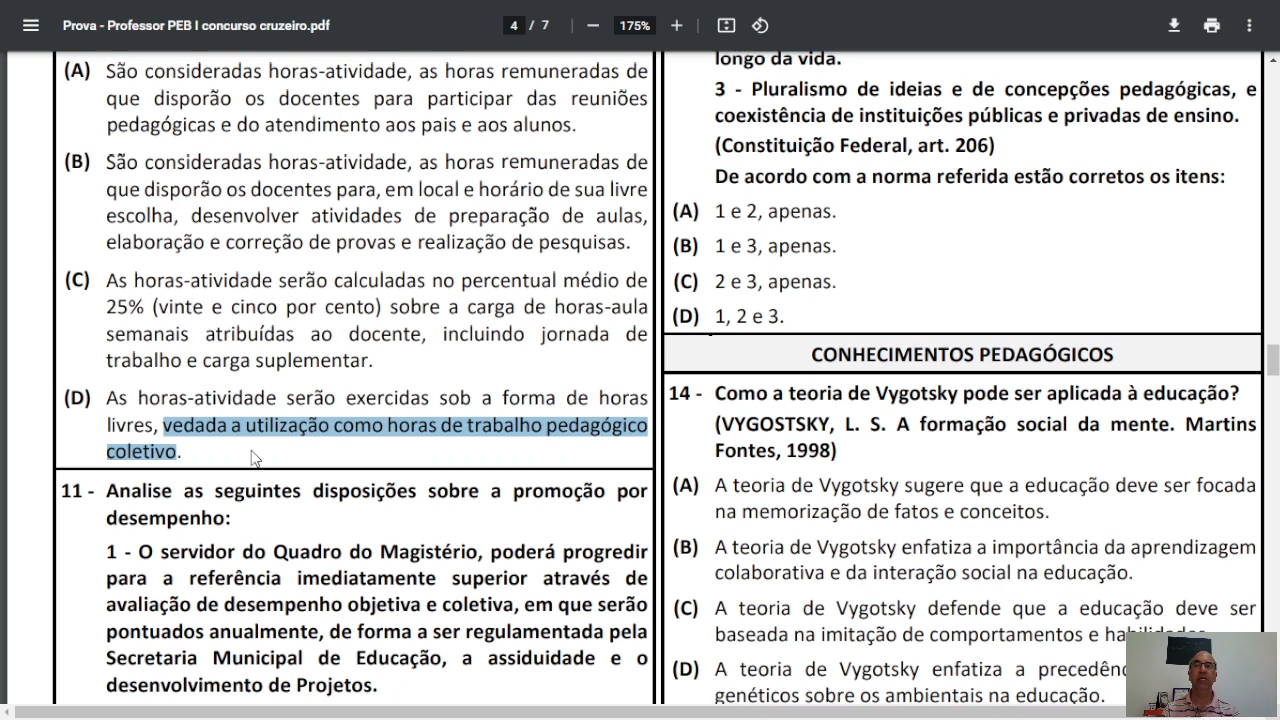 Prova - Professor PEB I concurso cruzeiro.pdf
4 / 7
175%
(A) São consideradas horas-atividade, as horas remuneradas de
que disporão os docentes para participar das reuniões
pedagógicas e do atendimento aos pais e aos alunos.
(B) São consideradas horas-atividade, as horas remuneradas de
que disporão os docentes para, em local e horário de sua livre
escolha, desenvolver atividades de preparação de aulas,
elaboração e correção de provas e realização de pesquisas.
(C) As horas-atividade serão calculadas no percentual médio de
25% (vinte e cinco por cento) sobre a carga de horas-aula
semanais atribuídas ao docente, incluindo jornada de
trabalho e carga suplementar.
(D) As horas-atividade serão exercidas sob a forma de horas
livres, vedada a utilização como horas de trabalho pedagógico
coletivo.
11 - Analise as seguintes disposições sobre a promoção por
desempenho:
1 - O servidor do Quadro do Magistério, poderá progredir
para a referência imediatamente superior através de
avaliação de desempenho objetiva e coletiva, em que serão
pontuados anualmente, de forma a ser regulamentada pela
Secretaria Municipal de Educação, a assiduidade e o
desenvolvimento de Projetos.
longo da vida.
3 - Pluralismo de ideias e de concepções pedagógicas, e
coexistência de instituições públicas e privadas de ensino.
(Constituição Federal, art. 206)
De acordo com a norma referida estão corretos os itens:
(A) 1 e 2, apenas.
(B) 1 e 3, apenas.
(C) 2 e 3, apenas.
(D) 1, 2 e 3.
CONHECIMENTOS PEDAGÓGICOS
14 - Como a teoria de Vygotsky pode ser aplicada à educação?
(VYGOSTSKY, L. S. A formação social da mente. Martins
Fontes, 1998)
(A) A teoria de Vygotsky sugere que a educação deve ser focada
na memorização de fatos e conceitos.
(B) A teoria de Vygotsky enfatiza a importância da aprendizagem
colaborativa e da interação social na educação.
(C) A teoria de Vygotsky defende que a educação deve ser
baseada na imitação de comportamentos e habilidades.
(D) A teoria de Vygotsky enfatiza a
genéticos sobre os ambientais na educação.